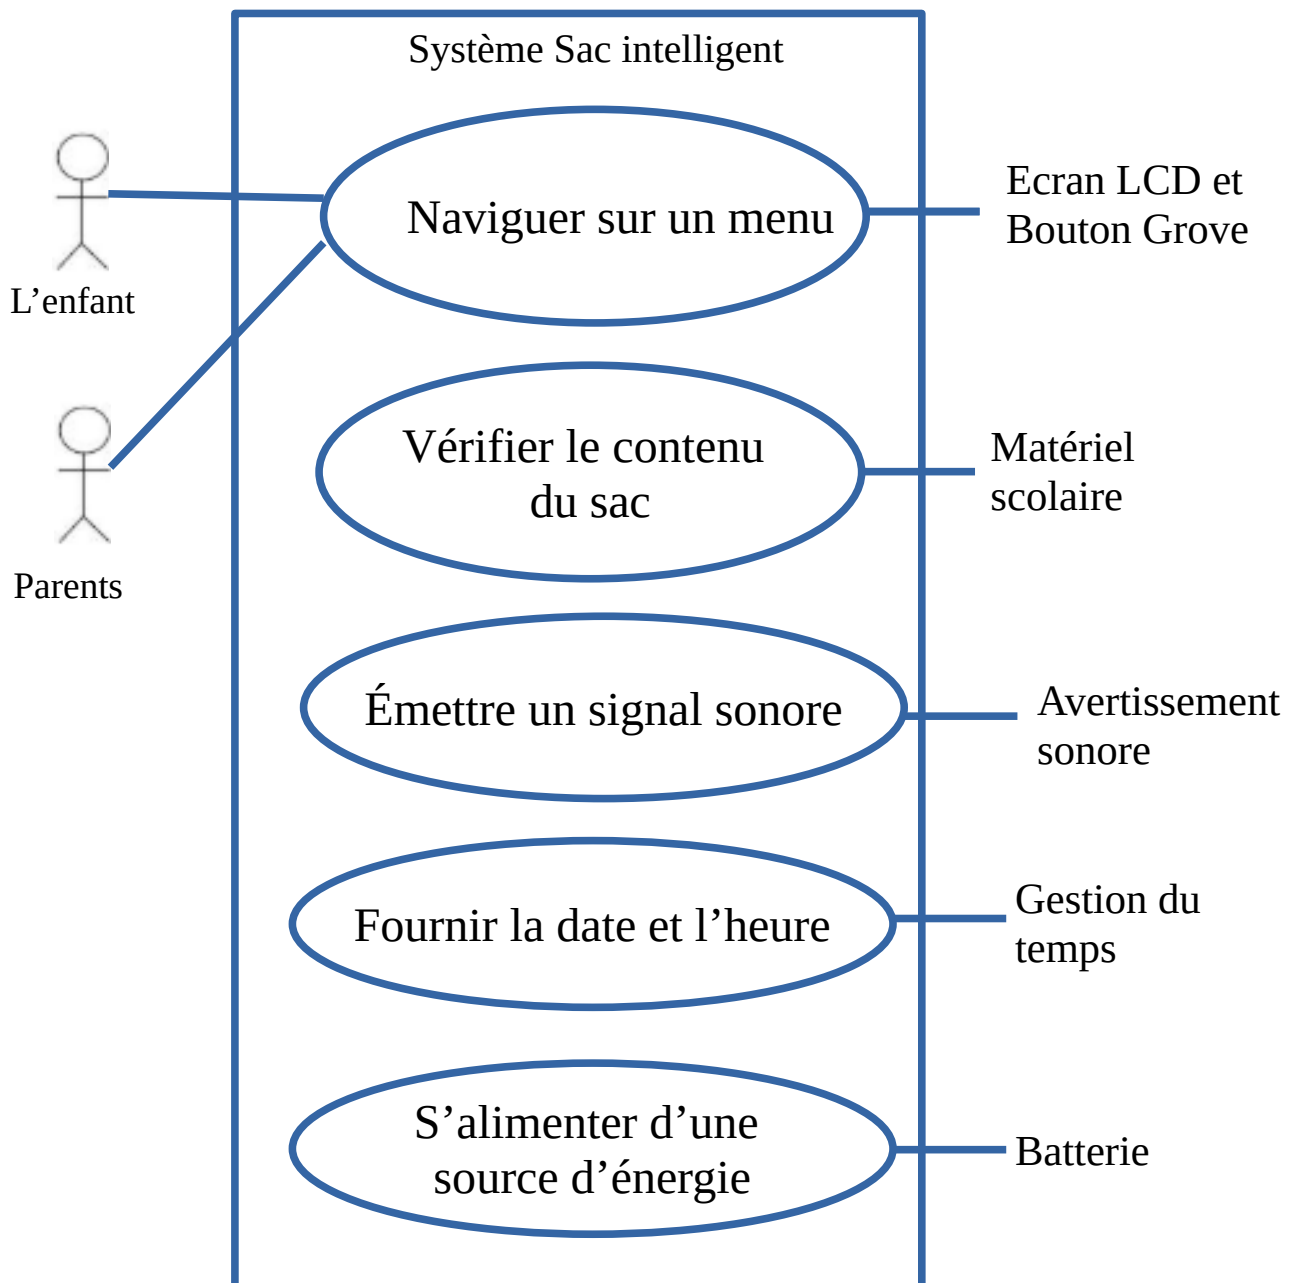 Système Sac intelligent
Naviguer sur un menu
Ecran LCD et
Bouton Grove
L’enfant
Vérifier le contenu
du sac
Matériel
scolaire
Parents
Émettre un signal sonore
Avertissement
sonore
Fournir la date et l’heure
Gestion du
temps
S’alimenter d’une
source d’énergie
Batterie